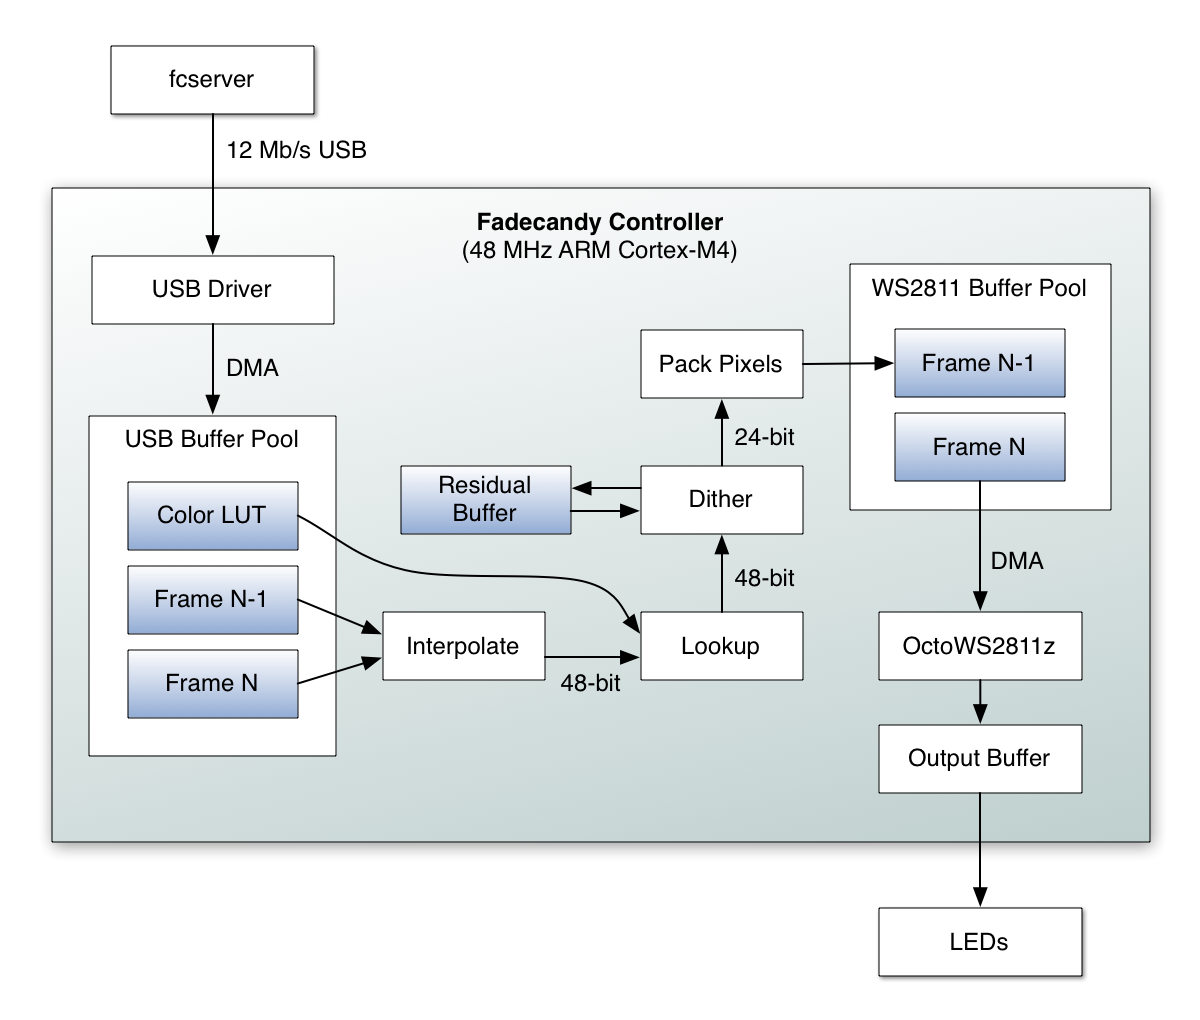 fcserver
12 Mb/s USB
Fadecandy Controller
(48 MHz ARM Cortex-M4)
USB Driver
DMA
USB Buffer Pool
Color LUT
Frame N-1
Frame N
Interpolate
48-bit
Lookup
48-bit
Dither
Residual
Buffer
24-bit
Pack Pixels
WS2811 Buffer Pool
Frame N-1
Frame N
DMA
OctoWS2811z
Output Buffer
LEDs